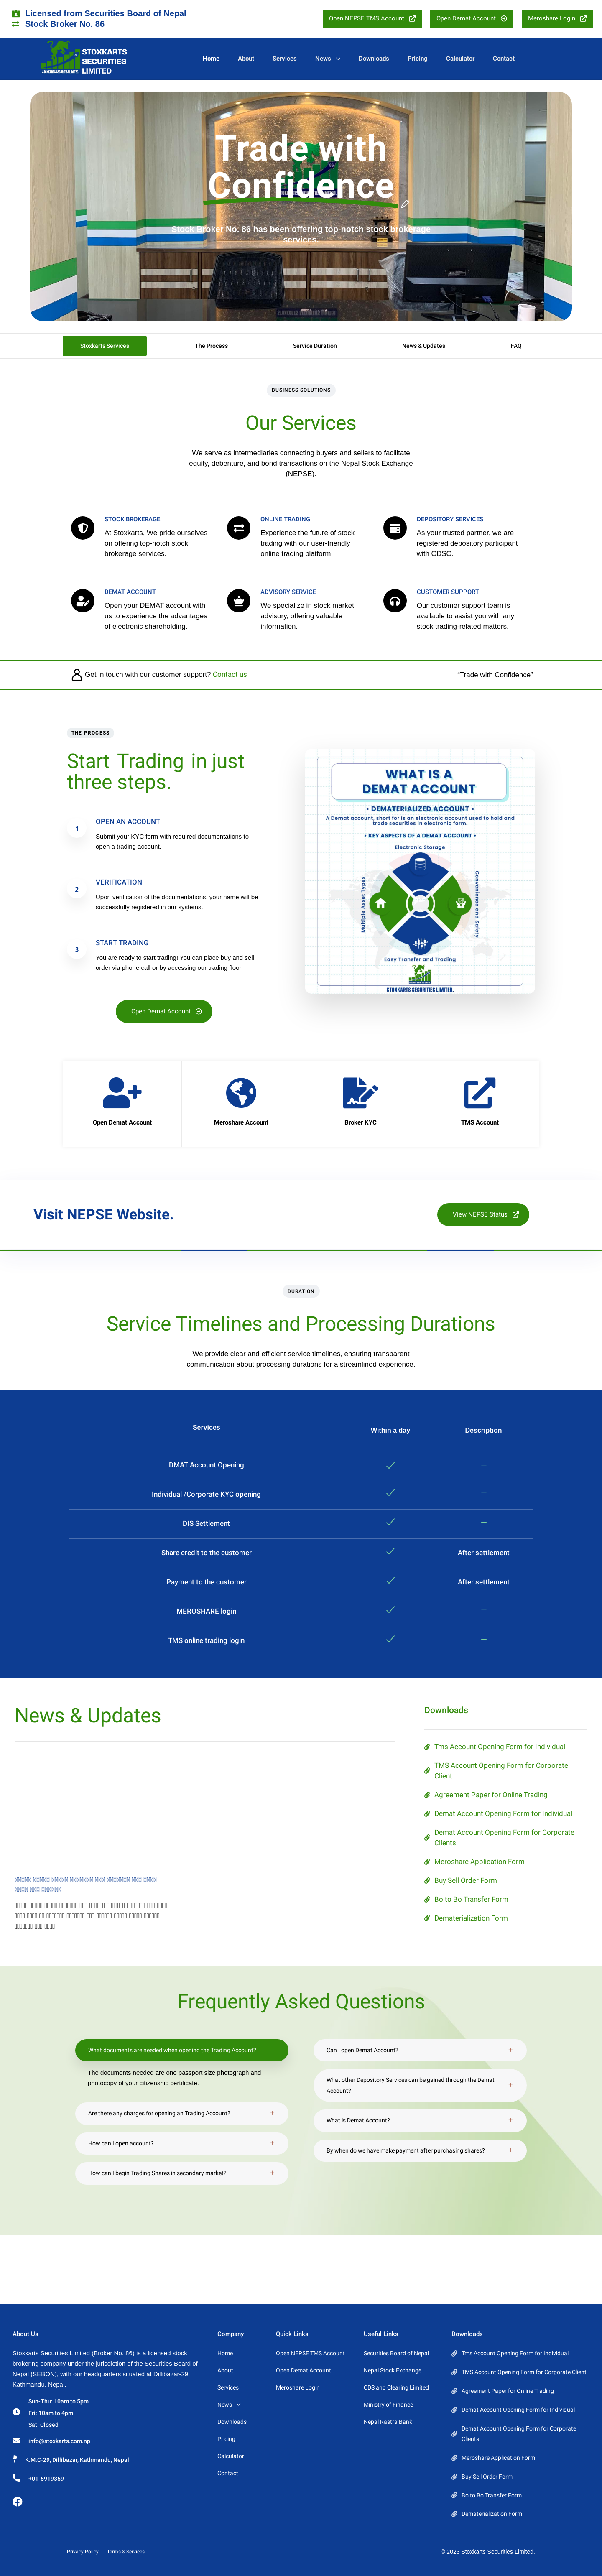 Licensed from Securities Board of Nepal
Stock Broker No. 86
Open NEPSE TMS Account
Open Demat Account
Meroshare Login
STOXKARTS
SECURITIES
LIMITED
STOXKARTS SECURITIES LIMITED
Home
About
Services
News
Downloads
Pricing
Calculator
Contact
Trade with
Confidence
Stock Broker No. 86 has been offering top-notch stock brokerage
services.
Stoxkarts Services
The Process
Service Duration
News & Updates
FAQ
BUSINESS SOLUTIONS
Our Services
We serve as intermediaries connecting buyers and sellers to facilitate
equity, debenture, and bond transactions on the Nepal Stock Exchange
(NEPSE).
STOCK BROKERAGE
At Stoxkarts, We pride ourselves
on offering top-notch stock
brokerage services.
ONLINE TRADING
Experience the future of stock
trading with our user-friendly
online trading platform.
DEPOSITORY SERVICES
As your trusted partner, we are
registered depository participant
with CDSC.
DEMAT ACCOUNT
Open your DEMAT account with
us to experience the advantages
of electronic shareholding.
ADVISORY SERVICE
We specialize in stock market
advisory, offering valuable
information.
CUSTOMER SUPPORT
Our customer support team is
available to assist you with any
stock trading-related matters.
Get in touch with our customer support? Contact us
"Trade with Confidence"
THE PROCESS
Start Trading in just
three steps.
1
OPEN AN ACCOUNT
Submit your KYC form with required documentations to
open a trading account.
2
VERIFICATION
Upon verification of the documentations, your name will be
successfully registered in our systems.
3
START TRADING
You are ready to start trading! You can place buy and sell
order via phone call or by accessing our trading floor.
Open Demat Account
WHAT IS A
DEMAT ACCOUNT
• DEMATERIALIZED ACCOUNT •
A Demat account, short for is an electronic account used to hold and
trade securities in electronic form.
• KEY ASPECTS OF A DEMAT ACCOUNT •
Electronic Storage
Multiple Asset Types
Convenience and Safety
Easy Transfer and Trading
STOXKARTS SECURITIES LIMITED.
Open Demat Account
Meroshare Account
Broker KYC
TMS Account
Visit NEPSE Website.
View NEPSE Status
DURATION
Service Timelines and Processing Durations
We provide clear and efficient service timelines, ensuring transparent
communication about processing durations for a streamlined experience.
Services
Within a day
Description
DMAT Account Opening
—
Individual /Corporate KYC opening
—
DIS Settlement
—
Share credit to the customer
After settlement
Payment to the customer
After settlement
MEROSHARE login
—
TMS online trading login
—
News & Updates
Downloads
Tms Account Opening Form for Individual
TMS Account Opening Form for Corporate
Client
Agreement Paper for Online Trading
Demat Account Opening Form for Individual
Demat Account Opening Form for Corporate
Clients
Meroshare Application Form
Buy Sell Order Form
Bo to Bo Transfer Form
Dematerialization Form
Frequently Asked Questions
What documents are needed when opening the Trading Account?
The documents needed are one passport size photograph and
photocopy of your citizenship certificate.
Are there any charges for opening an Trading Account?
How can I open account?
How can I begin Trading Shares in secondary market?
Can I open Demat Account?
What other Depository Services can be gained through the Demat
Account?
What is Demat Account?
By when do we have make payment after purchasing shares?
About Us
Stoxkarts Securities Limited (Broker No. 86) is a licensed stock
brokering company under the jurisdiction of the Securities Board of
Nepal (SEBON), with our headquarters situated at Dillibazar-29,
Kathmandu, Nepal.
Sun-Thu: 10am to 5pm
Fri: 10am to 4pm
Sat: Closed
info@stoxkarts.com.np
K.M.C-29, Dillibazar, Kathmandu, Nepal
+01-5919359
Company
Home
About
Services
News
Downloads
Pricing
Calculator
Contact
Quick Links
Open NEPSE TMS Account
Open Demat Account
Meroshare Login
Useful Links
Securities Board of Nepal
Nepal Stock Exchange
CDS and Clearing Limited
Ministry of Finance
Nepal Rastra Bank
Downloads
Tms Account Opening Form for Individual
TMS Account Opening Form for Corporate Client
Agreement Paper for Online Trading
Demat Account Opening Form for Individual
Demat Account Opening Form for Corporate
Clients
Meroshare Application Form
Buy Sell Order Form
Bo to Bo Transfer Form
Dematerialization Form
Privacy Policy
Terms & Services
© 2023 Stoxkarts Securities Limited.